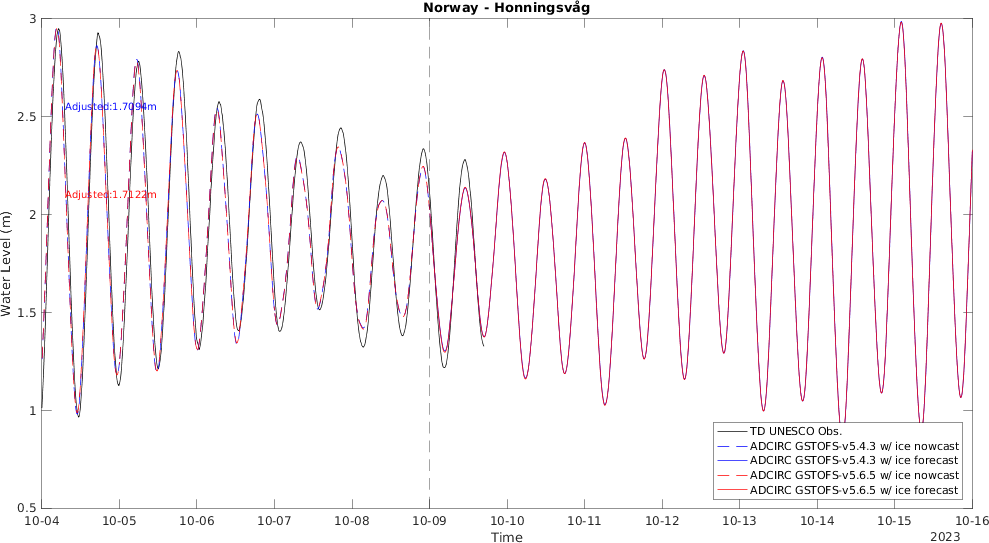 Norway - Honningsvåg
3
2.5
2
1.5
1
0.5
Water Level (m)
Adjusted:1.7094m
Adjusted:1.7122m
TD UNESCO Obs.
ADCIRC GSTOFS-v5.4.3 w/ ice nowcast
ADCIRC GSTOFS-v5.4.3 w/ ice forecast
ADCIRC GSTOFS-v5.6.5 w/ ice nowcast
ADCIRC GSTOFS-v5.6.5 w/ ice forecast
10-04 10-05 10-06 10-07 10-08 10-09 10-10 10-11 10-12 10-13 10-14 10-15 10-16
Time
2023